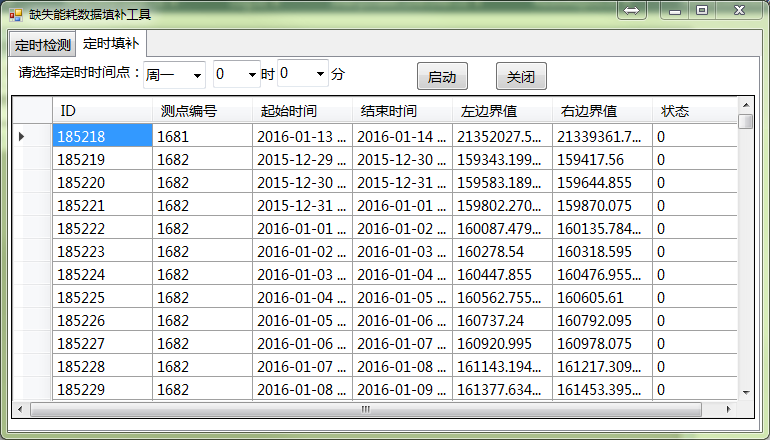 缺失能耗数据填补工具
定时检测 定时填补
请选择定时时间点：周一 0 时 0 分 启动 关闭
ID 测点编号 起始时间 结束时间 左边界值 右边界值 状态
185218 1681 2016-01-13 ... 2016-01-14 ... 21352027.5... 21339361.7... 0
185219 1682 2015-12-29 ... 2015-12-30 ... 159343.199... 159417.56 0
185220 1682 2015-12-30 ... 2015-12-31 ... 159583.189... 159644.855 0
185221 1682 2015-12-31 ... 2016-01-01 ... 159802.270... 159870.075 0
185222 1682 2016-01-01 ... 2016-01-02 ... 160087.479... 160135.784... 0
185223 1682 2016-01-02 ... 2016-01-03 ... 160278.54 160318.595 0
185224 1682 2016-01-03 ... 2016-01-04 ... 160447.855 160476.955... 0
185225 1682 2016-01-04 ... 2016-01-05 ... 160562.755... 160605.61 0
185226 1682 2016-01-05 ... 2016-01-06 ... 160737.24 160792.095 0
185227 1682 2016-01-06 ... 2016-01-07 ... 160920.995 160978.075 0
185228 1682 2016-01-07 ... 2016-01-08 ... 161143.194... 161217.309... 0
185229 1682 2016-01-08 ... 2016-01-09 ... 161377.634... 161453.395... 0